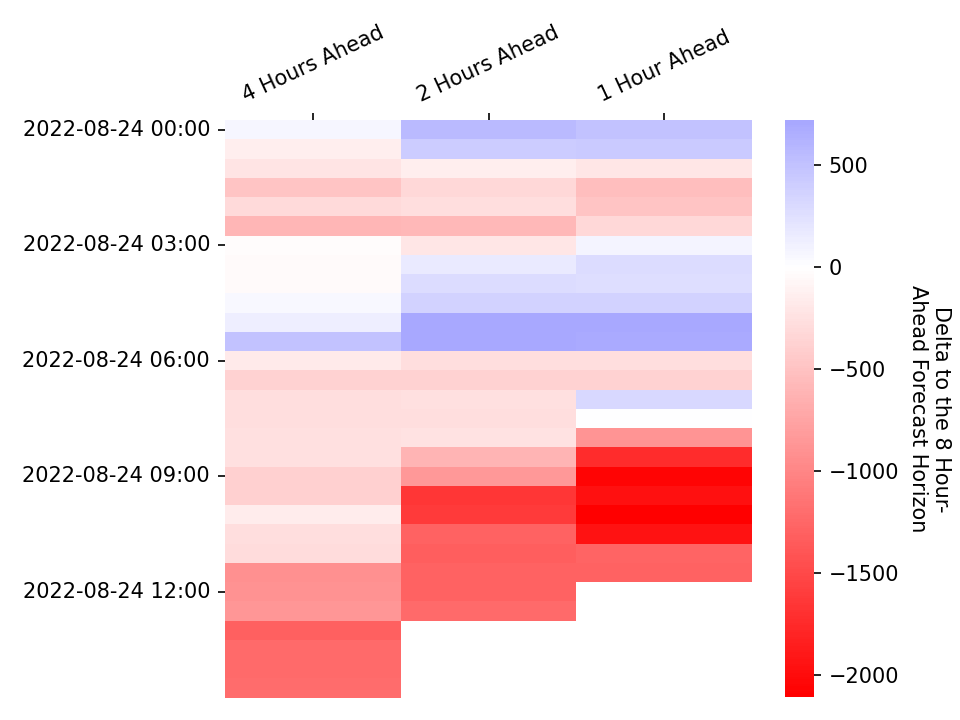 4 Hours Ahead
2 Hours Ahead
1 Hour Ahead
2022-08-24 00:00
2022-08-24 03:00
2022-08-24 06:00
2022-08-24 09:00
2022-08-24 12:00
500
0
−500
−1000
−1500
−2000
Delta to the 8 Hour-
Ahead Forecast Horizon